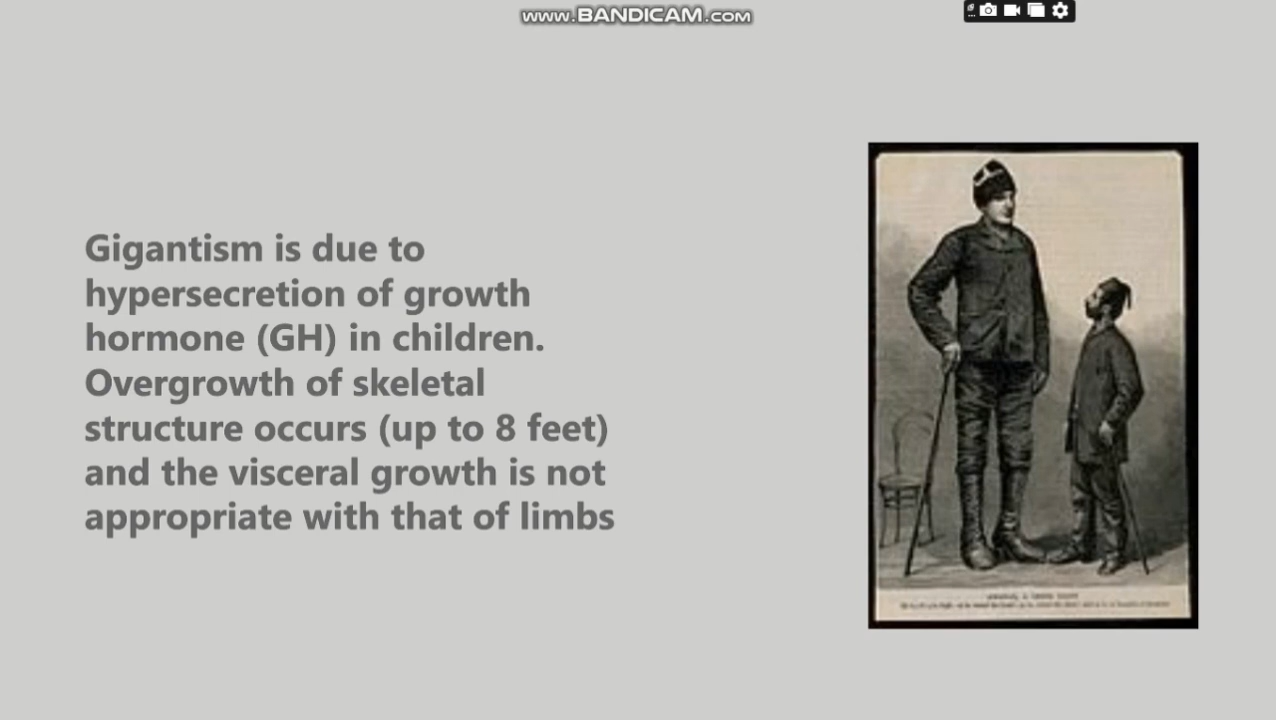 www.BANDICAM.com
Gigantism is due to
hypersecretion of growth
hormone (GH) in children.
Overgrowth of skeletal
structure occurs (up to 8 feet)
and the visceral growth is not
appropriate with that of limbs